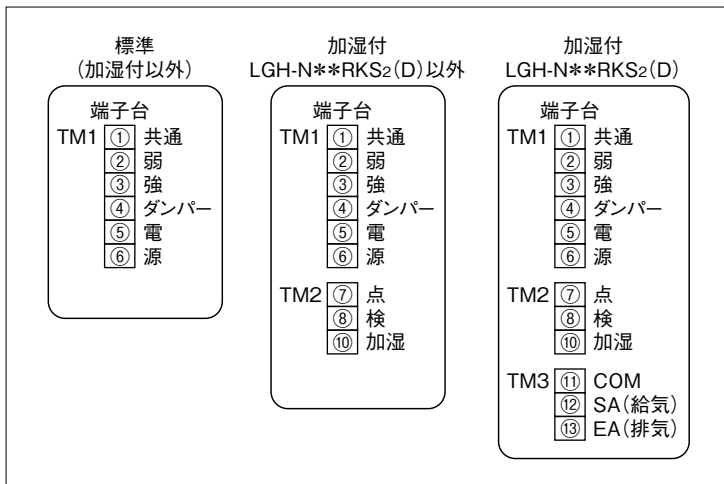 標準
(加湿付以外)
端子台
TM1 ① 共通
② 弱
③ 強
④ ダンパー
⑤ 電
⑥ 源
加湿付
LGH-N**RKS2(D)以外
端子台
TM1 ① 共通
② 弱
③ 強
④ ダンパー
⑤ 電
⑥ 源
TM2 ⑦ 点
⑧ 検
⑩ 加湿
加湿付
LGH-N**RKS2(D)
端子台
TM1 ① 共通
② 弱
③ 強
④ ダンパー
⑤ 電
⑥ 源
TM2 ⑦ 点
⑧ 検
⑩ 加湿
TM3 ⑪ COM
⑫ SA(給気)
⑬ EA(排気)